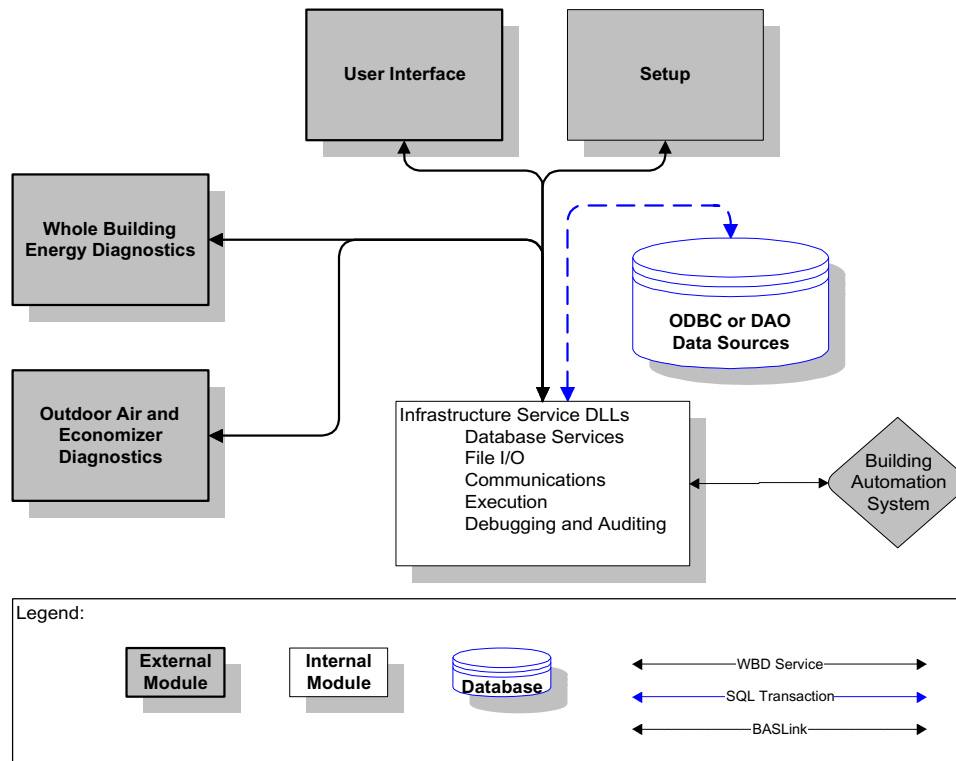 User Interface
Setup
Whole Building
Energy Diagnostics
ODBC or DAO
Data Sources
Outdoor Air and
Economizer
Diagnostics
Infrastructure Service DLLs
Database Services
File I/O
Communications
Execution
Debugging and Auditing
Building
Automation
System
Legend:
External
Module
Internal
Module
Database
WBD Service
SQL Transaction
BASLink